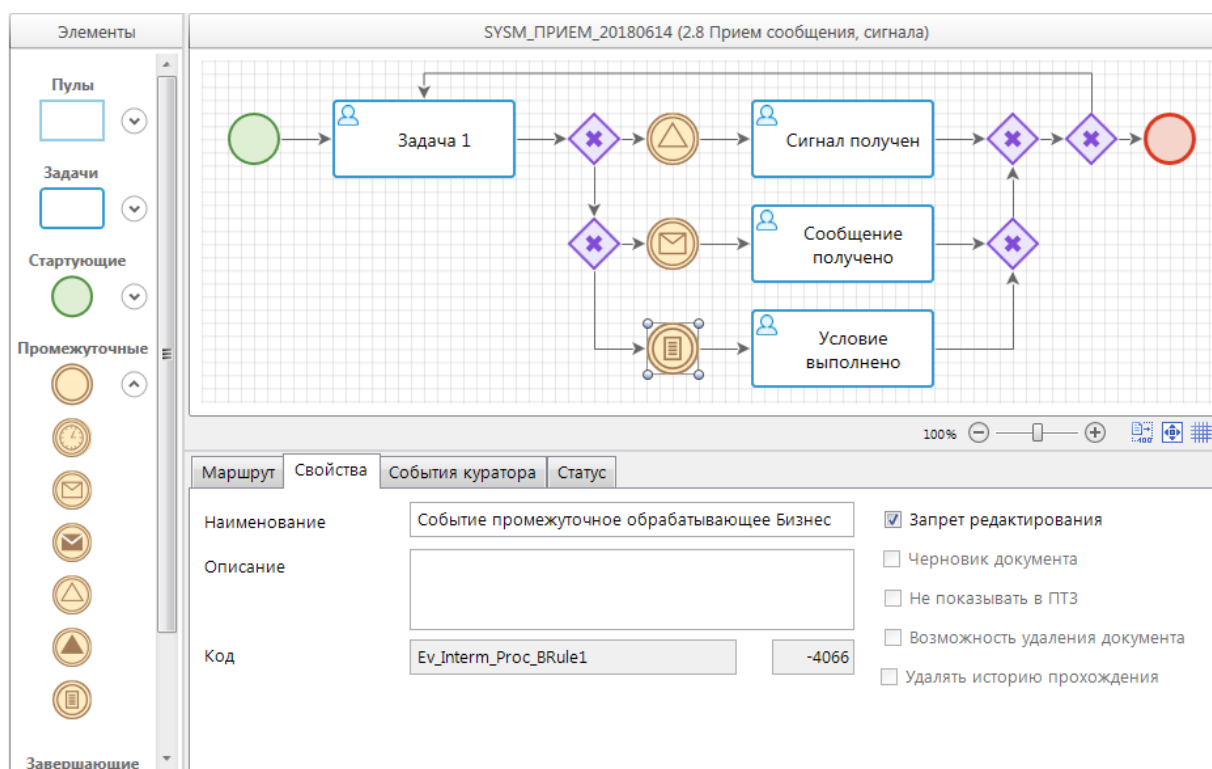 Элементы
SYSM_ПРИЕМ_20180614 (2.8 Прием сообщения, сигнала)
Пулы
Задачи
Стартующие
Промежуточные
Завершающие
Задача 1
Сигнал получен
Сообщение
получено
Условие
выполнено
100%
:400
Маршрут
Свойства
События куратора
Статус
Наименование
Событие промежуточное обрабатывающее Бизнес
Запрет редактирования
Описание
Черновик документа
Не показывать в ПТЗ
Возможность удаления документа
Код
Ev_Interm_Proc_BRule1
-4066
Удалять историю прохождения